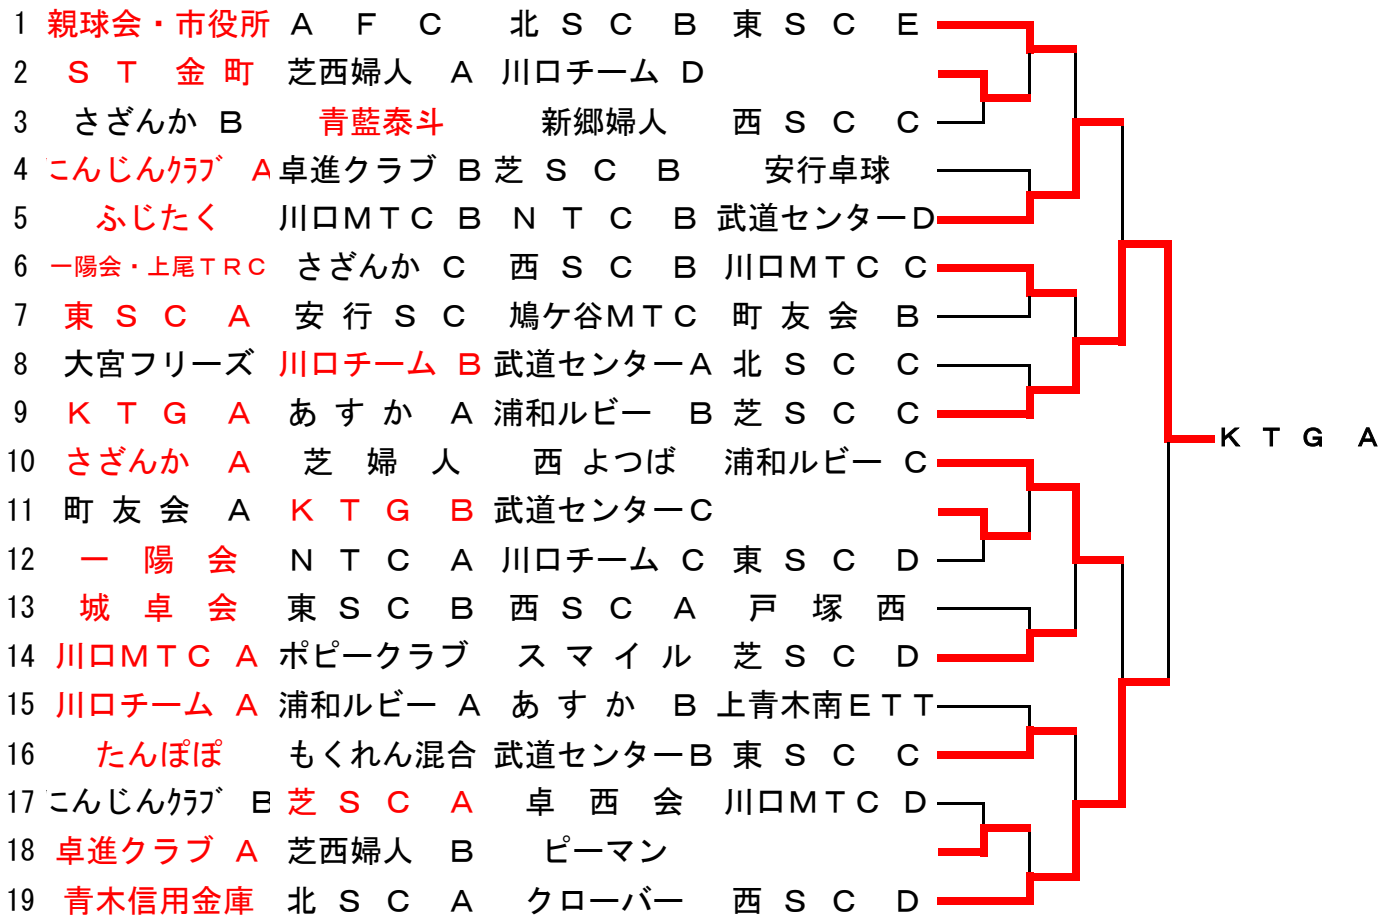 1 親球会・市役所 Ａ Ｆ Ｃ 北 Ｓ Ｃ Ｂ 東 Ｓ Ｃ Ｅ
2 Ｓ Ｔ 金 町 芝西婦人 Ａ 川口チーム Ｄ
3 さざんか Ｂ 青藍泰斗 新郷婦人 西 Ｓ Ｃ Ｃ
4 にんじんｸﾗﾌﾞ Ａ 卓進クラブ Ｂ 芝 Ｓ Ｃ Ｂ 安行卓球
5 ふじたく 川口ＭＴＣ Ｂ Ｎ Ｔ Ｃ Ｂ 武道センターＤ
6 一陽会・上尾ＴＲＣ さざんか Ｃ 西 Ｓ Ｃ Ｂ 川口ＭＴＣ Ｃ
7 東 Ｓ Ｃ Ａ 安 行 Ｓ Ｃ 鳩ケ谷ＭＴＣ 町 友 会 Ｂ
8 大宮フリーズ 川口チーム Ｂ 武道センターＡ 北 Ｓ Ｃ Ｃ
9 Ｋ Ｔ Ｇ Ａ あ す か Ａ 浦和ルビー Ｂ 芝 Ｓ Ｃ Ｃ
Ｋ Ｔ Ｇ Ａ
10 さざんか Ａ 芝 婦 人 西 よつば 浦和ルビー Ｃ
11 町 友 会 Ａ Ｋ Ｔ Ｇ Ｂ 武道センターＣ
12 一 陽 会 Ｎ Ｔ Ｃ Ａ 川口チーム Ｃ 東 Ｓ Ｃ Ｄ
13 城 卓 会 東 Ｓ Ｃ Ｂ 西 Ｓ Ｃ Ａ 戸 塚 西
14 川口ＭＴＣ Ａ ポピークラブ ス マ イ ル 芝 Ｓ Ｃ Ｄ
15 川口チーム Ａ 浦和ルビー Ａ あ す か Ｂ 上青木南ＥＴＴ
16 たんぽぽ もくれん混合 武道センターＢ 東 Ｓ Ｃ Ｃ
17 にんじんｸﾗﾌﾞ Ｂ 芝 Ｓ Ｃ Ａ 卓 西 会 川口ＭＴＣ Ｄ
18 卓進クラブ Ａ 芝西婦人 Ｂ ピーマン
19 青木信用金庫 北 Ｓ Ｃ Ａ クローバー 西 Ｓ Ｃ Ｄ